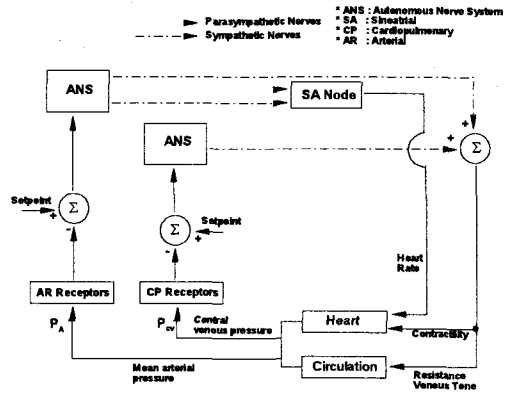 * ANS : Autonomous Nerve System
* SA : Sineatrial
* CP : Cardiopulmenary
* AR : Arterial
Parasympathetic Nerves
Sympathetic Nerves
ANS
SA Node
+
+
Σ
ANS
Setpoint
+
Σ
-
Setpoint
Σ
+
-
Heart
Rate
AR Receptors
CP Receptors
P_A
P_cv
Central
venous pressure
Heart
Contractility
Mean arterial
pressure
Circulation
Resistance
Venous Tone